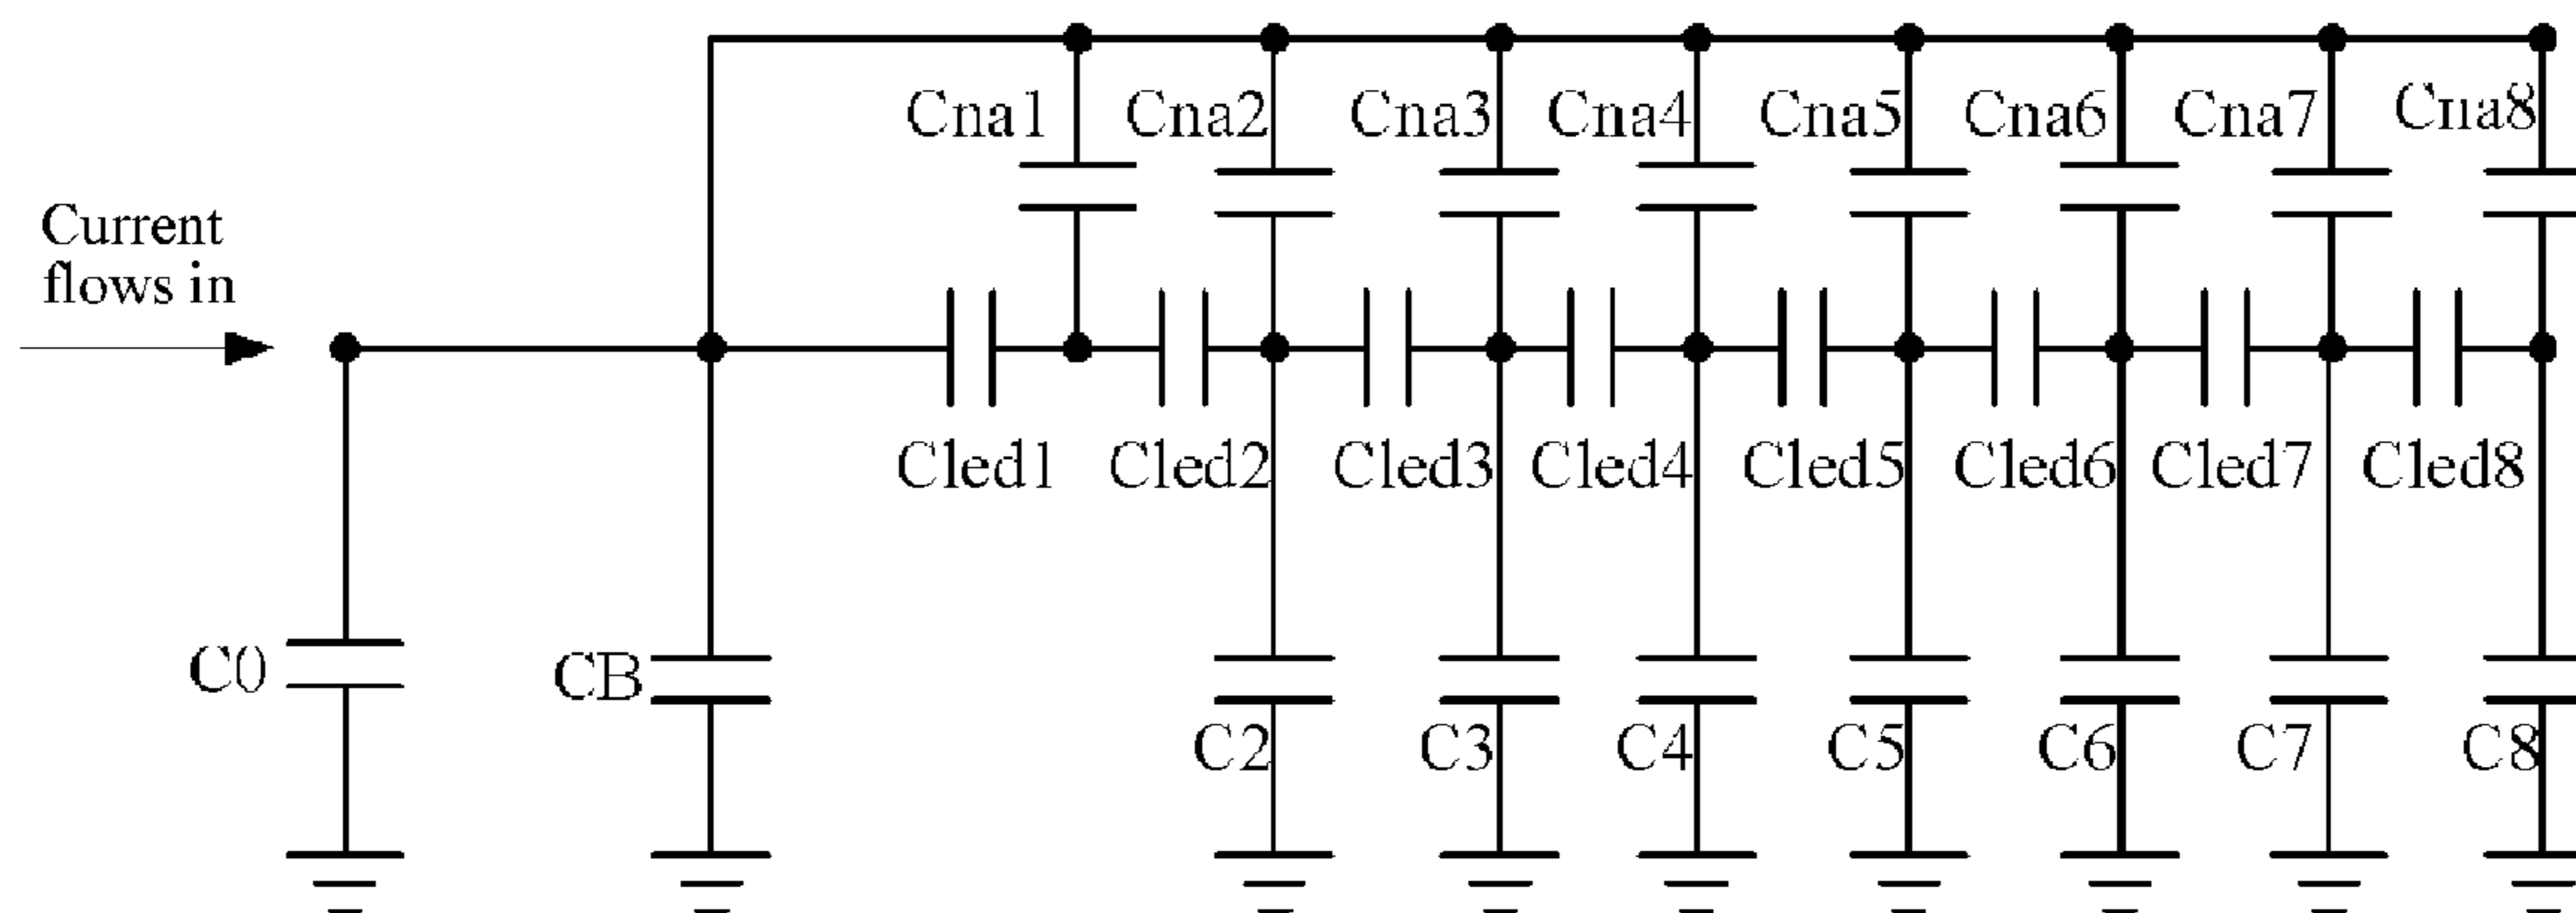 Cna1 Cna2 Cna3 Cna4 Cna5 Cna6 Cna7 Cna8
Current
flows in
Cled1 Cled2 Cled3 Cled4 Cled5 Cled6 Cled7 Cled8
C0 CB
C2 C3 C4 C5 C6 C7 C8